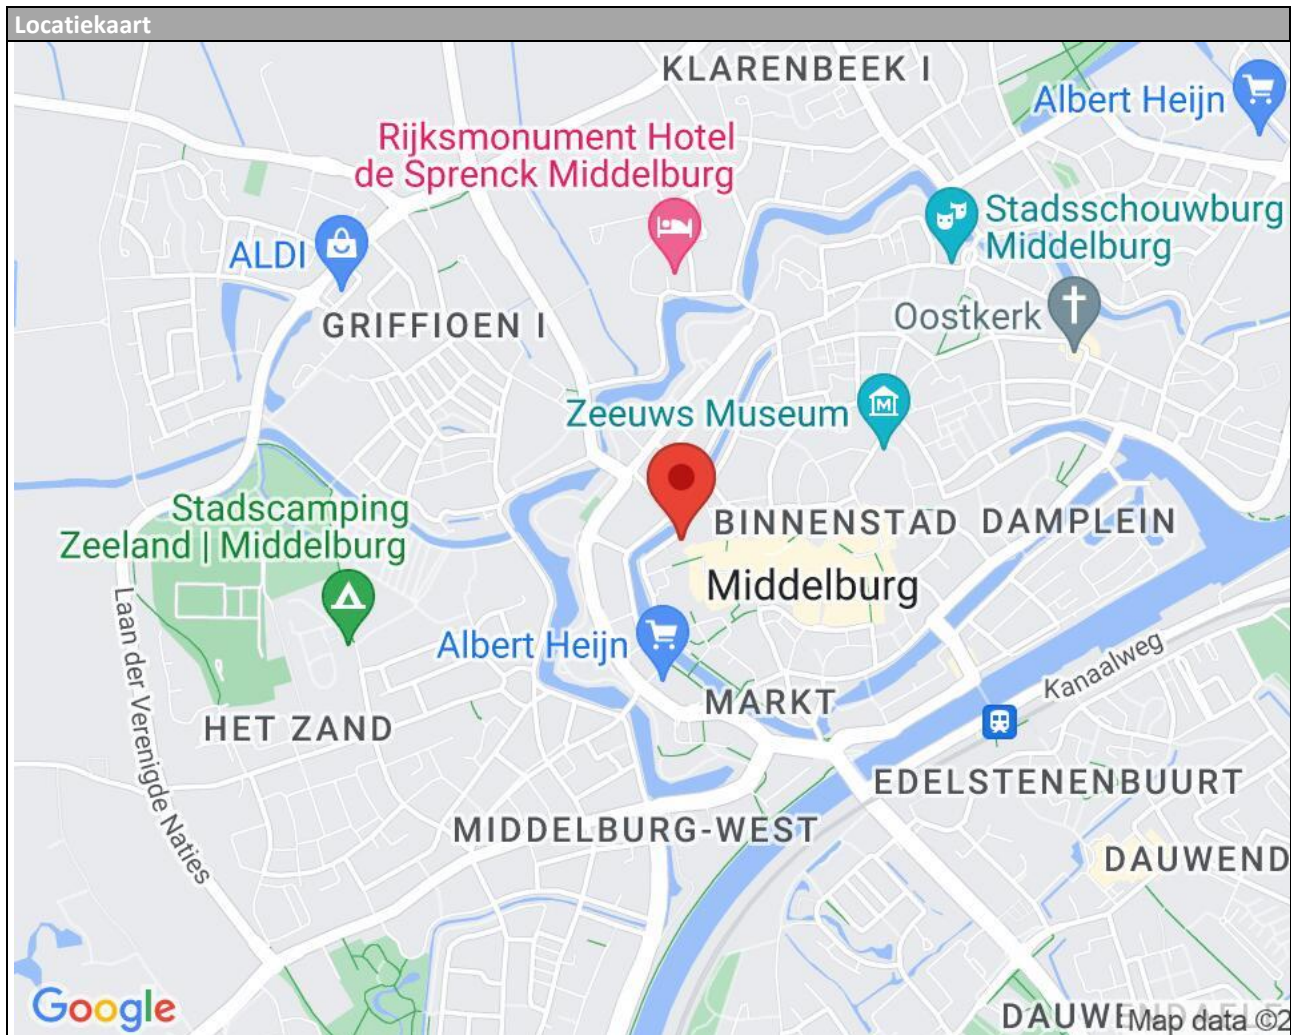 Locatiekaart
KLARENBEEK I
Albert Heijn
Rijksmonument Hotel
de Sprenck Middelburg
Stadsschouwburg
Middelburg
ALDI
Oostkerk
GRIFFIOEN I
Zeeuws Museum
Stadscamping
Zeeland | Middelburg
BINNENSTAD
DAMPLEIN
Middelburg
Laan der Verenigde Naties
Albert Heijn
Kanaalweg
MARKT
HET ZAND
EDELSTENENBUURT
MIDDELBURG-WEST
DAUWEND
Google
DAUWENDAELE
Map data ©2